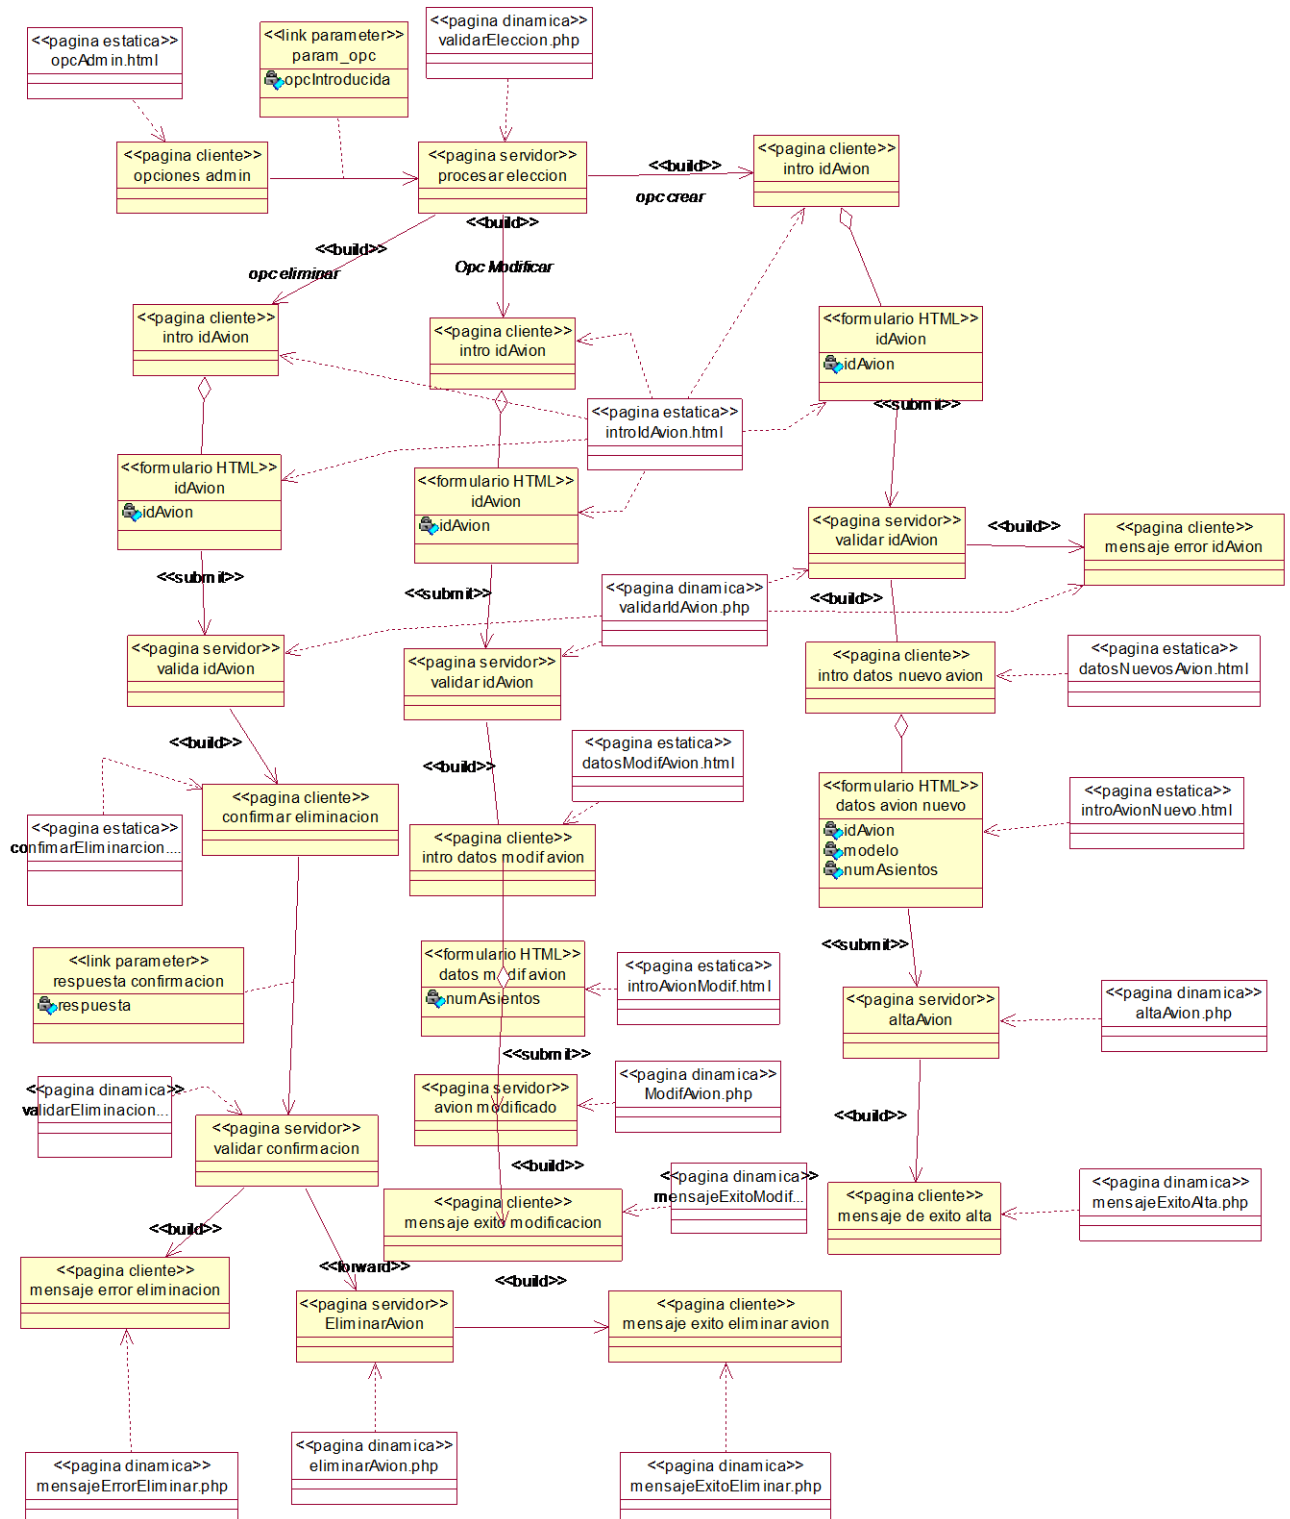 <<pagina estatica>>
opcAdmin.html
<<link parameter>>
param_opc
opcIntroducida
<<pagina dinamica>>
validarEleccion.php
<<pagina cliente>>
opciones admin
<<pagina servidor>>
procesar eleccion
<<build>>
opc crear
<<pagina cliente>>
intro idAvion
<<build>>
opc eliminar
<<build>>
Opc Modificar
<<pagina cliente>>
intro idAvion
<<pagina cliente>>
intro idAvion
<<formulario HTML>>
idAvion
idAvion
<<submit>>
<<pagina estatica>>
introIdAvion.html
<<formulario HTML>>
idAvion
idAvion
<<submit>>
<<formulario HTML>>
idAvion
idAvion
<<submit>>
<<pagina servidor>>
validar idAvion
<<build>>
<<pagina cliente>>
mensaje error idAvion
<<build>>
<<pagina dinamica>>
validarIdAvion.php
<<pagina servidor>>
valida idAvion
<<pagina servidor>>
validar idAvion
<<pagina cliente>>
intro datos nuevo avion
<<pagina estatica>>
datosNuevosAvion.html
<<build>>
<<build>>
<<pagina estatica>>
datosModifAvion.html
<<pagina cliente>>
confirmar eliminacion
<<pagina estatica>>
confimarEliminarcion....
<<pagina cliente>>
intro datos modif avion
<<formulario HTML>>
datos avion nuevo
idAvion
modelo
numAsientos
<<pagina estatica>>
introAvionNuevo.html
<<submit>>
<<link parameter>>
respuesta confirmacion
respuesta
<<formulario HTML>>
datos modif avion
numAsientos
<<pagina estatica>>
introAvionModif.html
<<submit>>
<<pagina servidor>>
altaAvion
<<pagina dinamica>>
altaAvion.php
<<pagina dinamica>>
validarEliminacion...
<<pagina servidor>>
avion modificado
<<pagina dinamica>>
ModifAvion.php
<<build>>
<<pagina servidor>>
validar confirmacion
<<build>>
<<pagina cliente>>
mensaje exito modificacion
<<pagina dinamica>>
mensajeExitoModif...
<<pagina cliente>>
mensaje de exito alta
<<pagina dinamica>>
mensajeExitoAlta.php
<<build>>
<<forward>>
<<build>>
<<pagina cliente>>
mensaje error eliminacion
<<pagina servidor>>
EliminarAvion
<<pagina cliente>>
mensaje exito eliminar avion
<<pagina dinamica>>
mensajeErrorEliminar.php
<<pagina dinamica>>
eliminarAvion.php
<<pagina dinamica>>
mensajeExitoEliminar.php